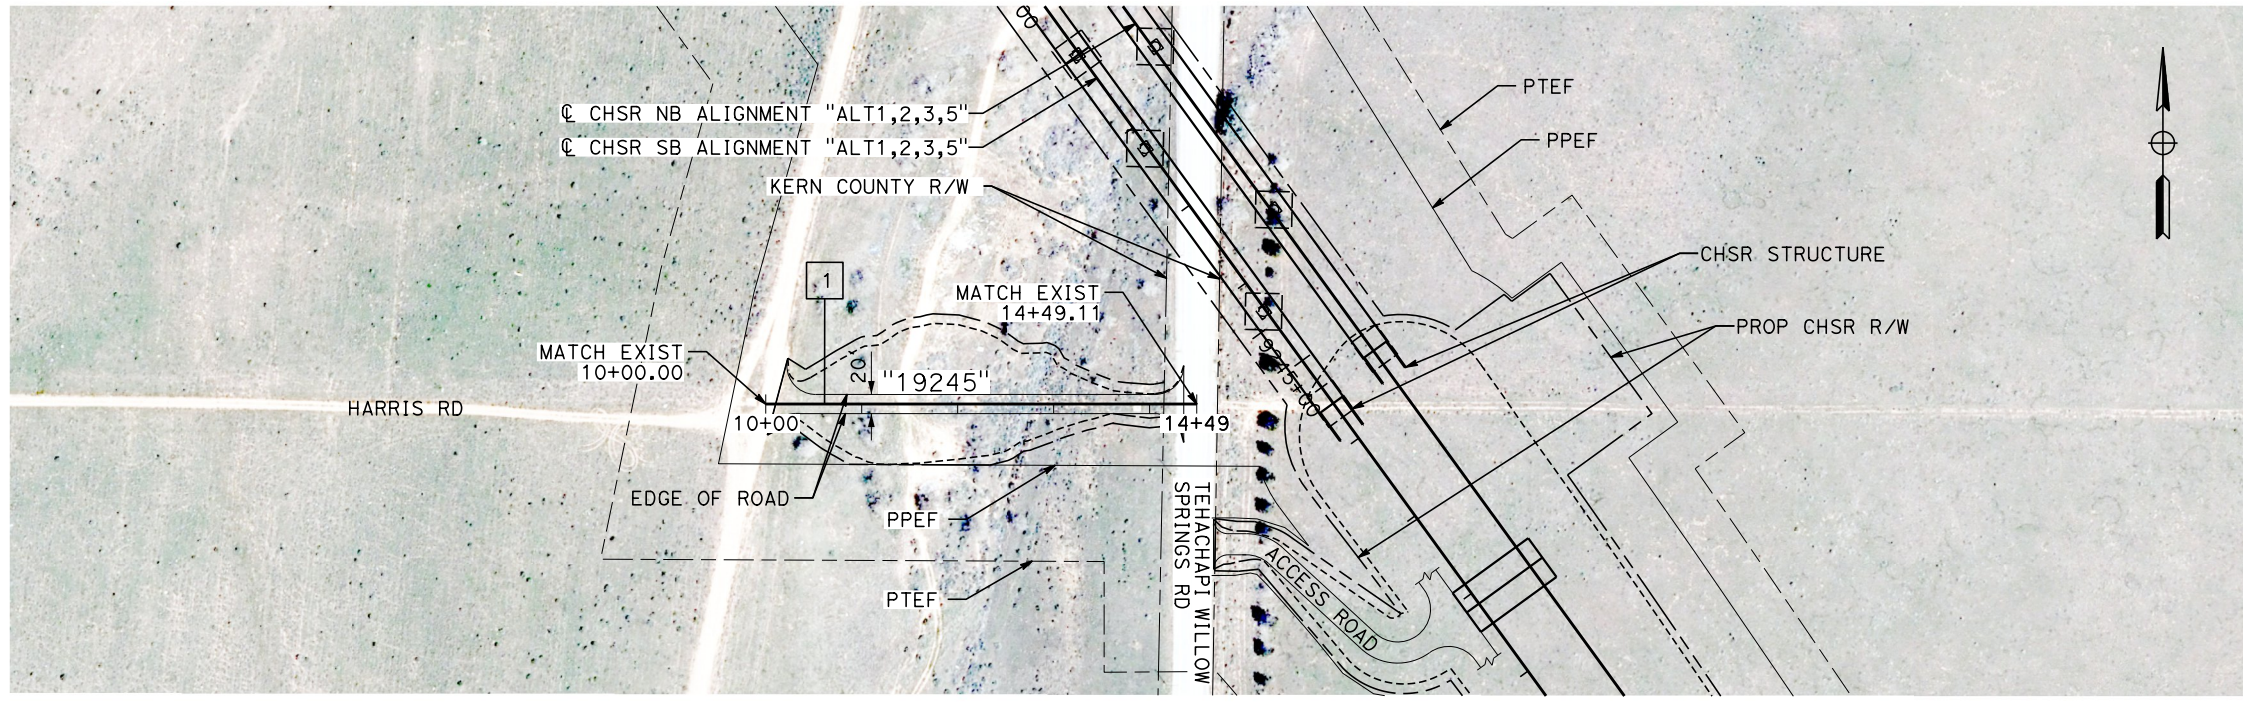 00
PTEF
℄ CHSR NB ALIGNMENT "ALT1,2,3,5"
PPEF
℄ CHSR SB ALIGNMENT "ALT1,2,3,5"
KERN COUNTY R/W
CHSR STRUCTURE
1
MATCH EXIST
14+49.11
PROP CHSR R/W
MATCH EXIST
10+00.00
20
"19245"
HARRIS RD
10+00
14+49
EDGE OF ROAD
PPEF
PTEF
TEHACHAPI WILLOW
SPRINGS RD
ACCESS ROAD